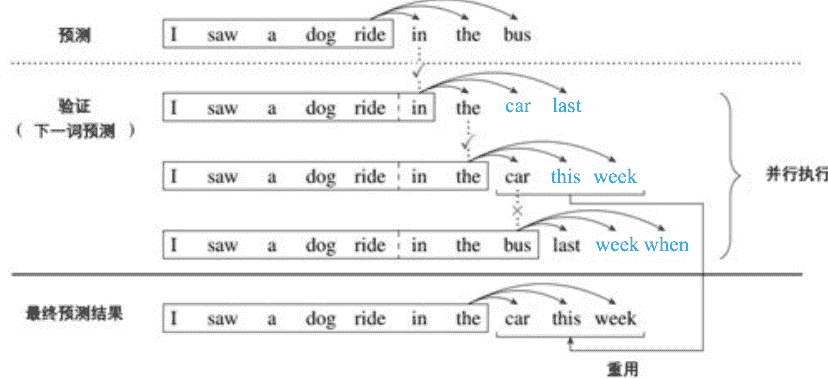 预测 I saw a dog ride in the bus
验证 I saw a dog ride in the car last
( 下一词预测 )
I saw a dog ride in the car this week
并行执行
I saw a dog ride in the bus last week when
最终预测结果 I saw a dog ride in the car this week
重用